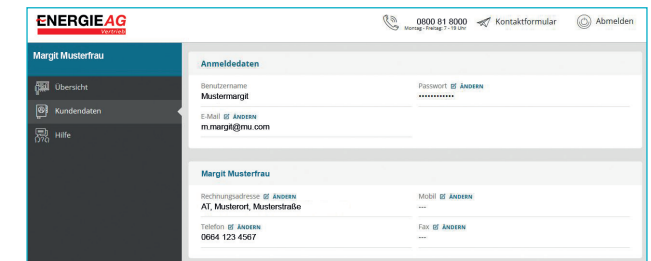 ENERGIEAG
Vertrieb
0800 81 8000
Montag - Freitag: 7 - 18 Uhr
Kontaktformular
Abmelden
Margit Musterfrau
Übersicht
Kundendaten
Hilfe
Anmeldedaten
Benutzername
Mustermargit
Passwort ÄNDERN
••••••••••••
E-Mail ÄNDERN
m.margit@mu.com
Margit Musterfrau
Rechnungsadresse ÄNDERN
AT, Musterort, Musterstraße
Mobil ÄNDERN
---
Telefon ÄNDERN
0664 123 4567
Fax ÄNDERN
---